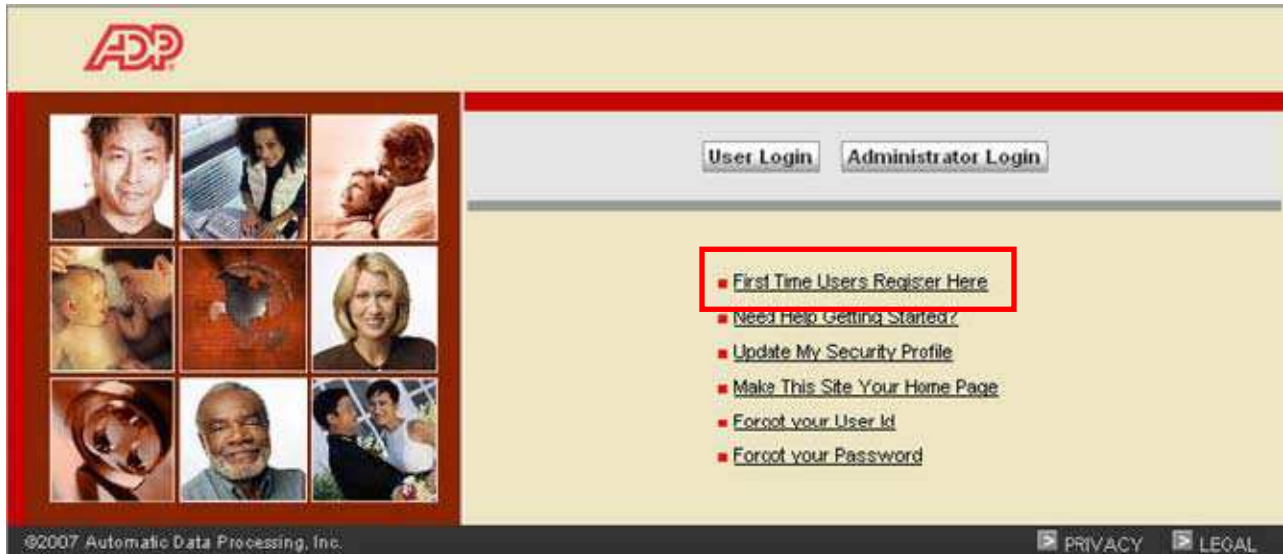 ADP
User Login Administrator Login
First Time Users Register Here
Need Help Getting Started?
Update My Security Profile
Make This Site Your Home Page
Forgot your User Id
Forgot your Password
©2007 Automatic Data Processing, Inc. PRIVACY LEGAL